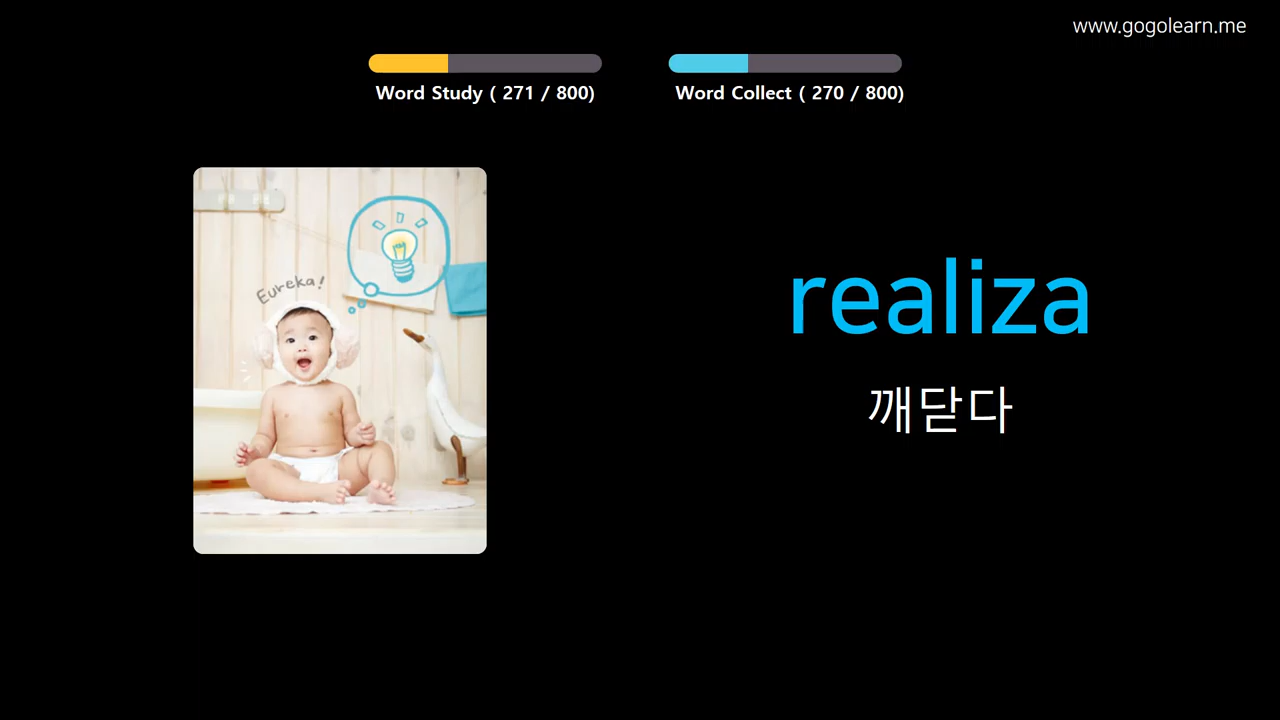 www.gogolearn.me
Word Study ( 271 / 800)
Word Collect ( 270 / 800)
Eureka!
realiza
깨닫다